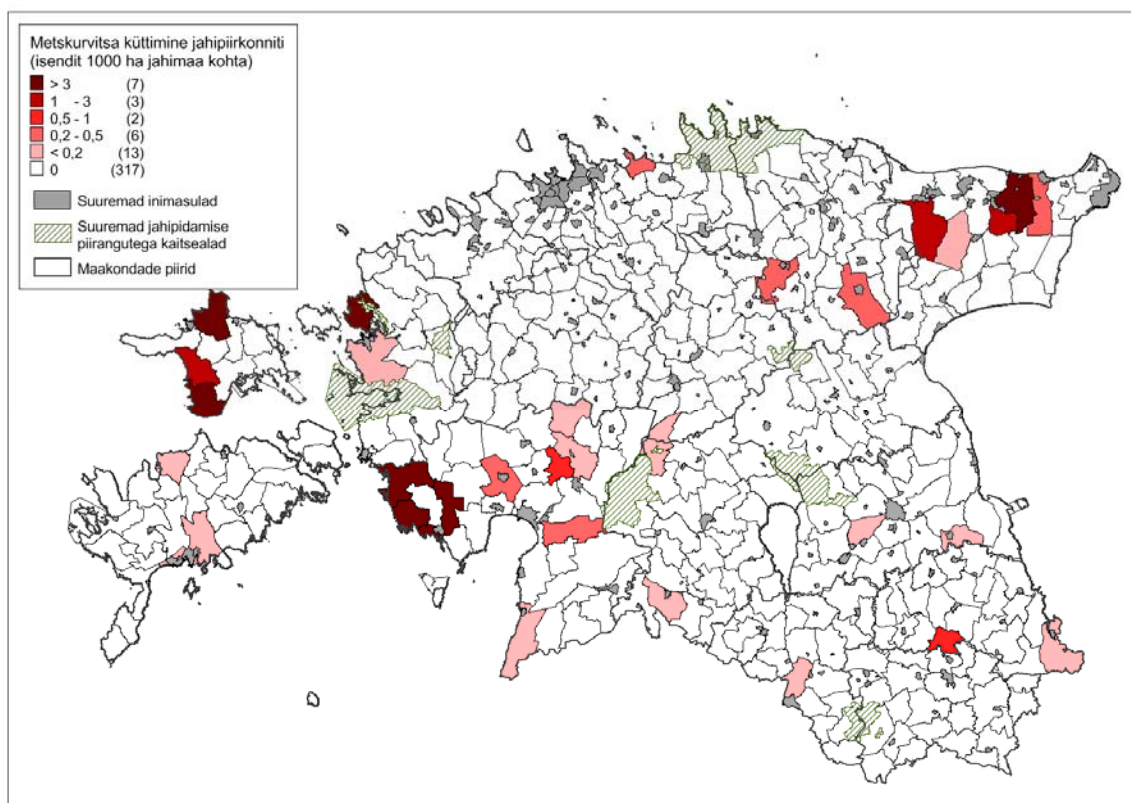 Metskurvitsa küttimine jahipiirkonniti
(isendit 1000 ha jahimaa kohta)
> 3 (7)
1 - 3 (3)
0,5 - 1 (2)
0,2 - 0,5 (6)
< 0,2 (13)
0 (317)
Suuremad inimasulad
Suuremad jahipidamise
piirangutega kaitsealad
Maakondade piirid